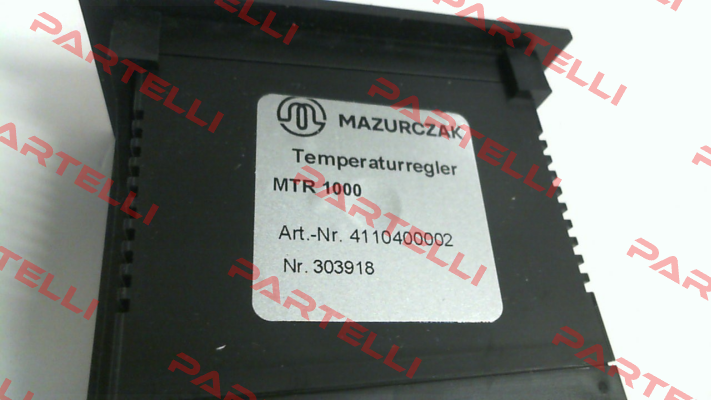 MAZURCZAK
Temperaturregler
MTR 1000
Art.-Nr. 4110400002
Nr. 303918
PARTELLI
PARTELLI
PARTELLI
PARTELLI
PARTELLI
PARTELLI
PARTELLI
PARTELLI